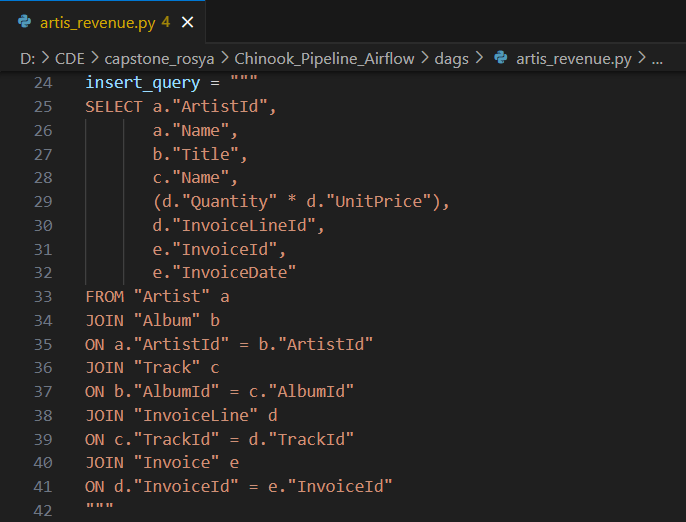 artis_revenue.py 4 ×
D: > CDE > capstone_rosya > Chinook_Pipeline_Airflow > dags > artis_revenue.py > ...
24 insert_query = """
25 SELECT a."ArtistId",
26 a."Name",
27 b."Title",
28 c."Name",
29 (d."Quantity" * d."UnitPrice"),
30 d."InvoiceLineId",
31 e."InvoiceId",
32 e."InvoiceDate"
33 FROM "Artist" a
34 JOIN "Album" b
35 ON a."ArtistId" = b."ArtistId"
36 JOIN "Track" c
37 ON b."AlbumId" = c."AlbumId"
38 JOIN "InvoiceLine" d
39 ON c."TrackId" = d."TrackId"
40 JOIN "Invoice" e
41 ON d."InvoiceId" = e."InvoiceId"
42 """